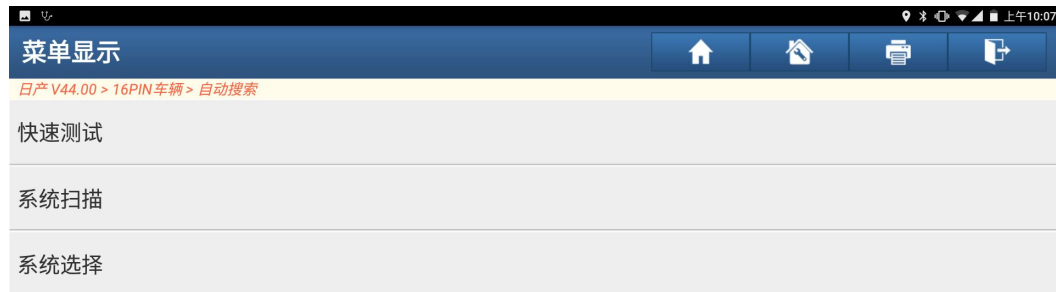 上午10:07
菜单显示
日产 V44.00 > 16PIN车辆 > 自动搜索
快速测试
系统扫描
系统选择